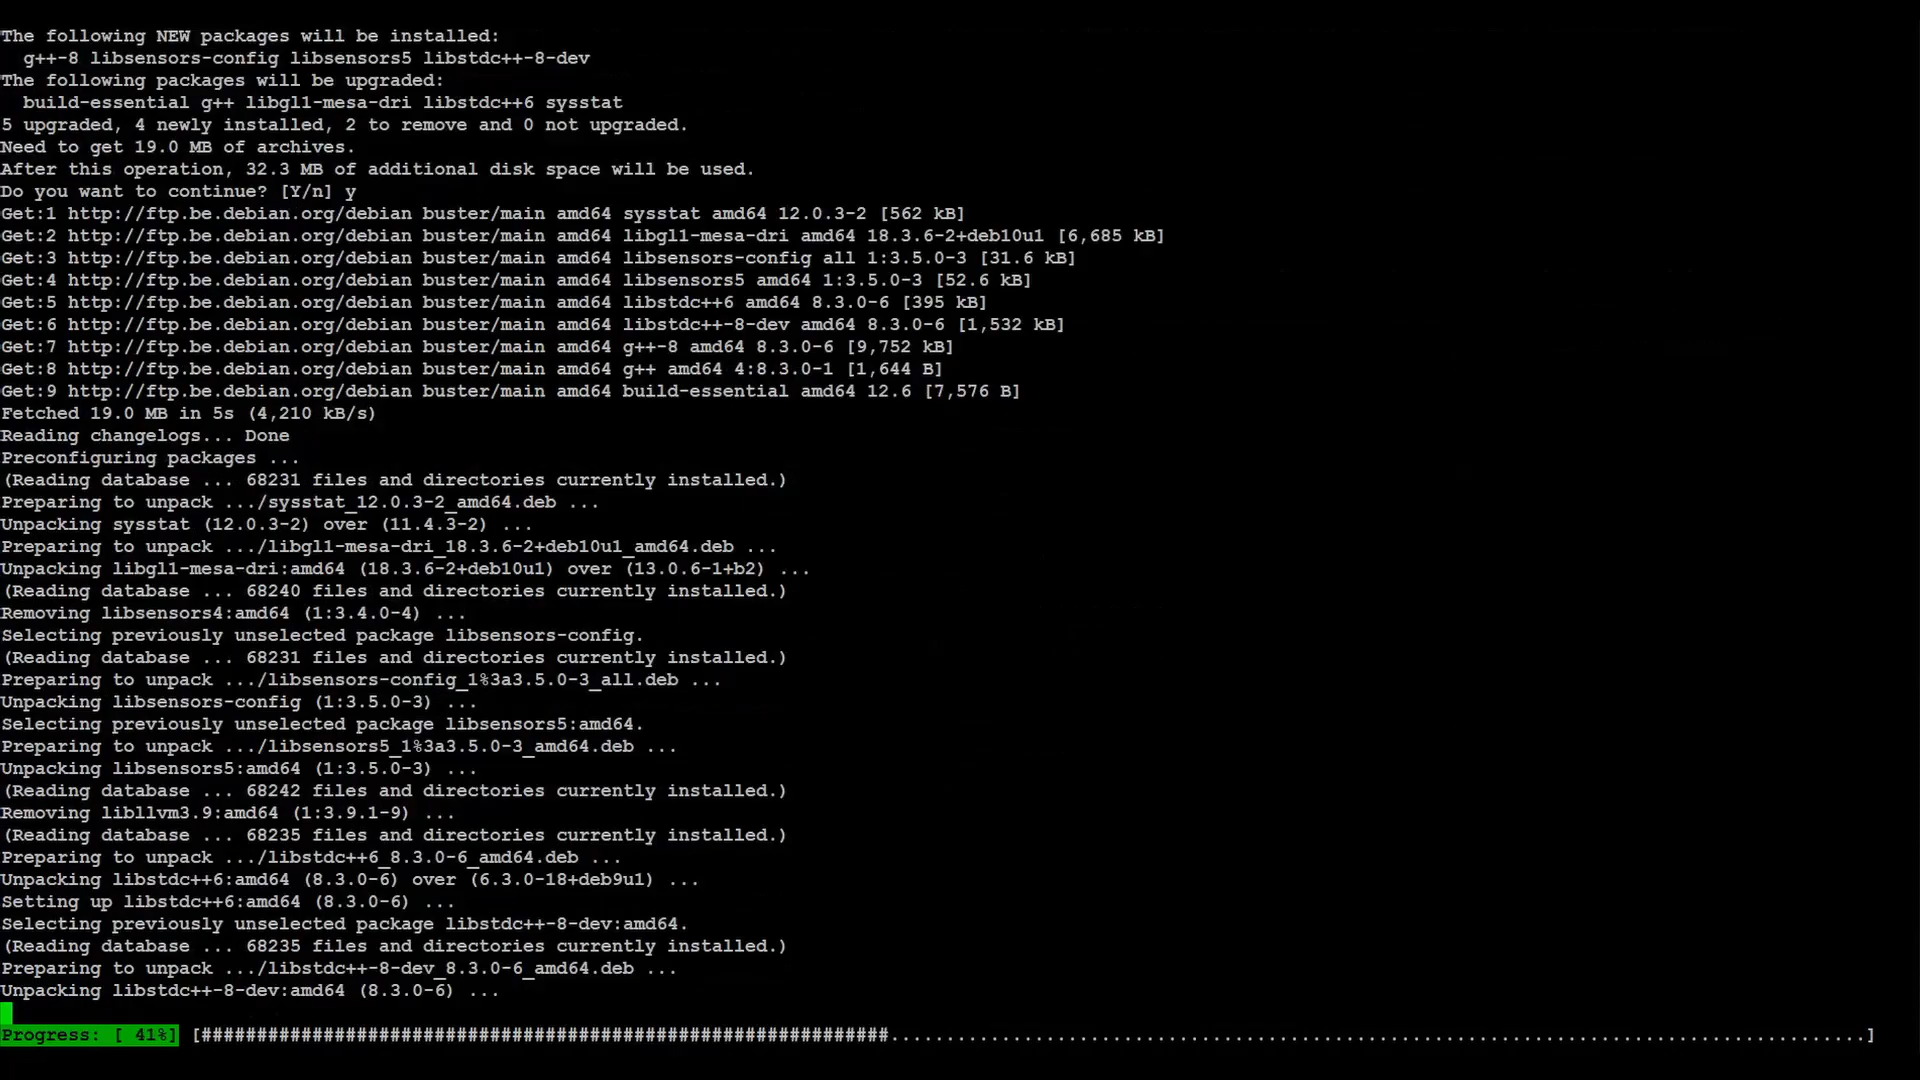 The following NEW packages will be installed:
  g++-8 libsensors-config libsensors5 libstdc++-8-dev
The following packages will be upgraded:
  build-essential g++ libgl1-mesa-dri libstdc++6 sysstat
5 upgraded, 4 newly installed, 2 to remove and 0 not upgraded.
Need to get 19.0 MB of archives.
After this operation, 32.3 MB of additional disk space will be used.
Do you want to continue? [Y/n] y
Get:1 http://ftp.be.debian.org/debian buster/main amd64 sysstat amd64 12.0.3-2 [562 kB]
Get:2 http://ftp.be.debian.org/debian buster/main amd64 libgl1-mesa-dri amd64 18.3.6-2+deb10u1 [6,685 kB]
Get:3 http://ftp.be.debian.org/debian buster/main amd64 libsensors-config all 1:3.5.0-3 [31.6 kB]
Get:4 http://ftp.be.debian.org/debian buster/main amd64 libsensors5 amd64 1:3.5.0-3 [52.6 kB]
Get:5 http://ftp.be.debian.org/debian buster/main amd64 libstdc++6 amd64 8.3.0-6 [395 kB]
Get:6 http://ftp.be.debian.org/debian buster/main amd64 libstdc++-8-dev amd64 8.3.0-6 [1,532 kB]
Get:7 http://ftp.be.debian.org/debian buster/main amd64 g++-8 amd64 8.3.0-6 [9,752 kB]
Get:8 http://ftp.be.debian.org/debian buster/main amd64 g++ amd64 4:8.3.0-1 [1,644 B]
Get:9 http://ftp.be.debian.org/debian buster/main amd64 build-essential amd64 12.6 [7,576 B]
Fetched 19.0 MB in 5s (4,210 kB/s)
Reading changelogs... Done
Preconfiguring packages ...
(Reading database ... 68231 files and directories currently installed.)
Preparing to unpack .../sysstat_12.0.3-2_amd64.deb ...
Unpacking sysstat (12.0.3-2) over (11.4.3-2) ...
Preparing to unpack .../libgl1-mesa-dri_18.3.6-2+deb10u1_amd64.deb ...
Unpacking libgl1-mesa-dri:amd64 (18.3.6-2+deb10u1) over (13.0.6-1+b2) ...
(Reading database ... 68240 files and directories currently installed.)
Removing libsensors4:amd64 (1:3.4.0-4) ...
Selecting previously unselected package libsensors-config.
(Reading database ... 68231 files and directories currently installed.)
Preparing to unpack .../libsensors-config_1%3a3.5.0-3_all.deb ...
Unpacking libsensors-config (1:3.5.0-3) ...
Selecting previously unselected package libsensors5:amd64.
Preparing to unpack .../libsensors5_1%3a3.5.0-3_amd64.deb ...
Unpacking libsensors5:amd64 (1:3.5.0-3) ...
(Reading database ... 68242 files and directories currently installed.)
Removing libllvm3.9:amd64 (1:3.9.1-9) ...
(Reading database ... 68235 files and directories currently installed.)
Preparing to unpack .../libstdc++6_8.3.0-6_amd64.deb ...
Unpacking libstdc++6:amd64 (8.3.0-6) over (6.3.0-18+deb9u1) ...
Setting up libstdc++6:amd64 (8.3.0-6) ...
Selecting previously unselected package libstdc++-8-dev:amd64.
(Reading database ... 68235 files and directories currently installed.)
Preparing to unpack .../libstdc++-8-dev_8.3.0-6_amd64.deb ...
Unpacking libstdc++-8-dev:amd64 (8.3.0-6) ...
Progress: [ 41%] [##############################################################........................................................................................]